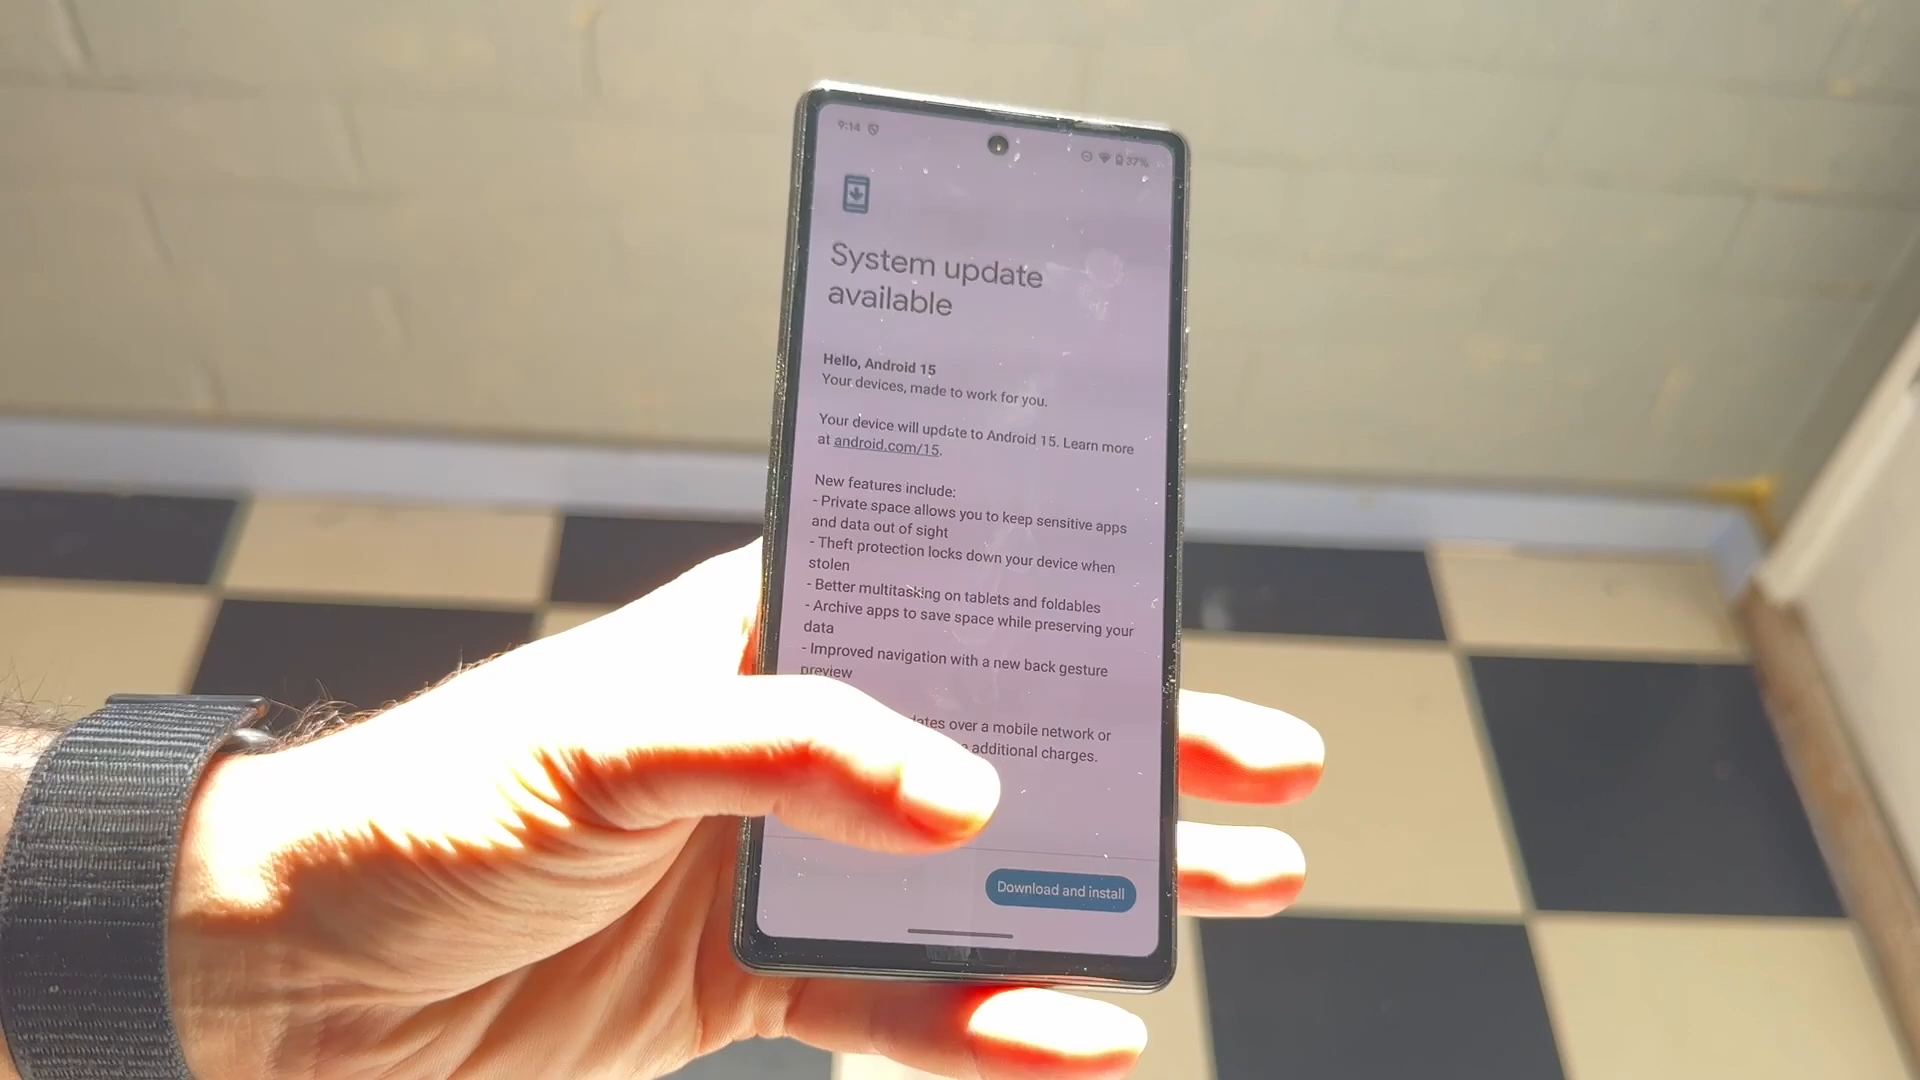 9:14
37%
System update
available
Hello, Android 15
Your devices, made to work for you.
Your device will update to Android 15. Learn more
at android.com/15.
New features include:
- Private space allows you to keep sensitive apps
and data out of sight
- Theft protection locks down your device when
stolen
- Better multitasking on tablets and foldables
- Archive apps to save space while preserving your
data
- Improved navigation with a new back gesture
preview
over a mobile network or
additional charges.
Download and install